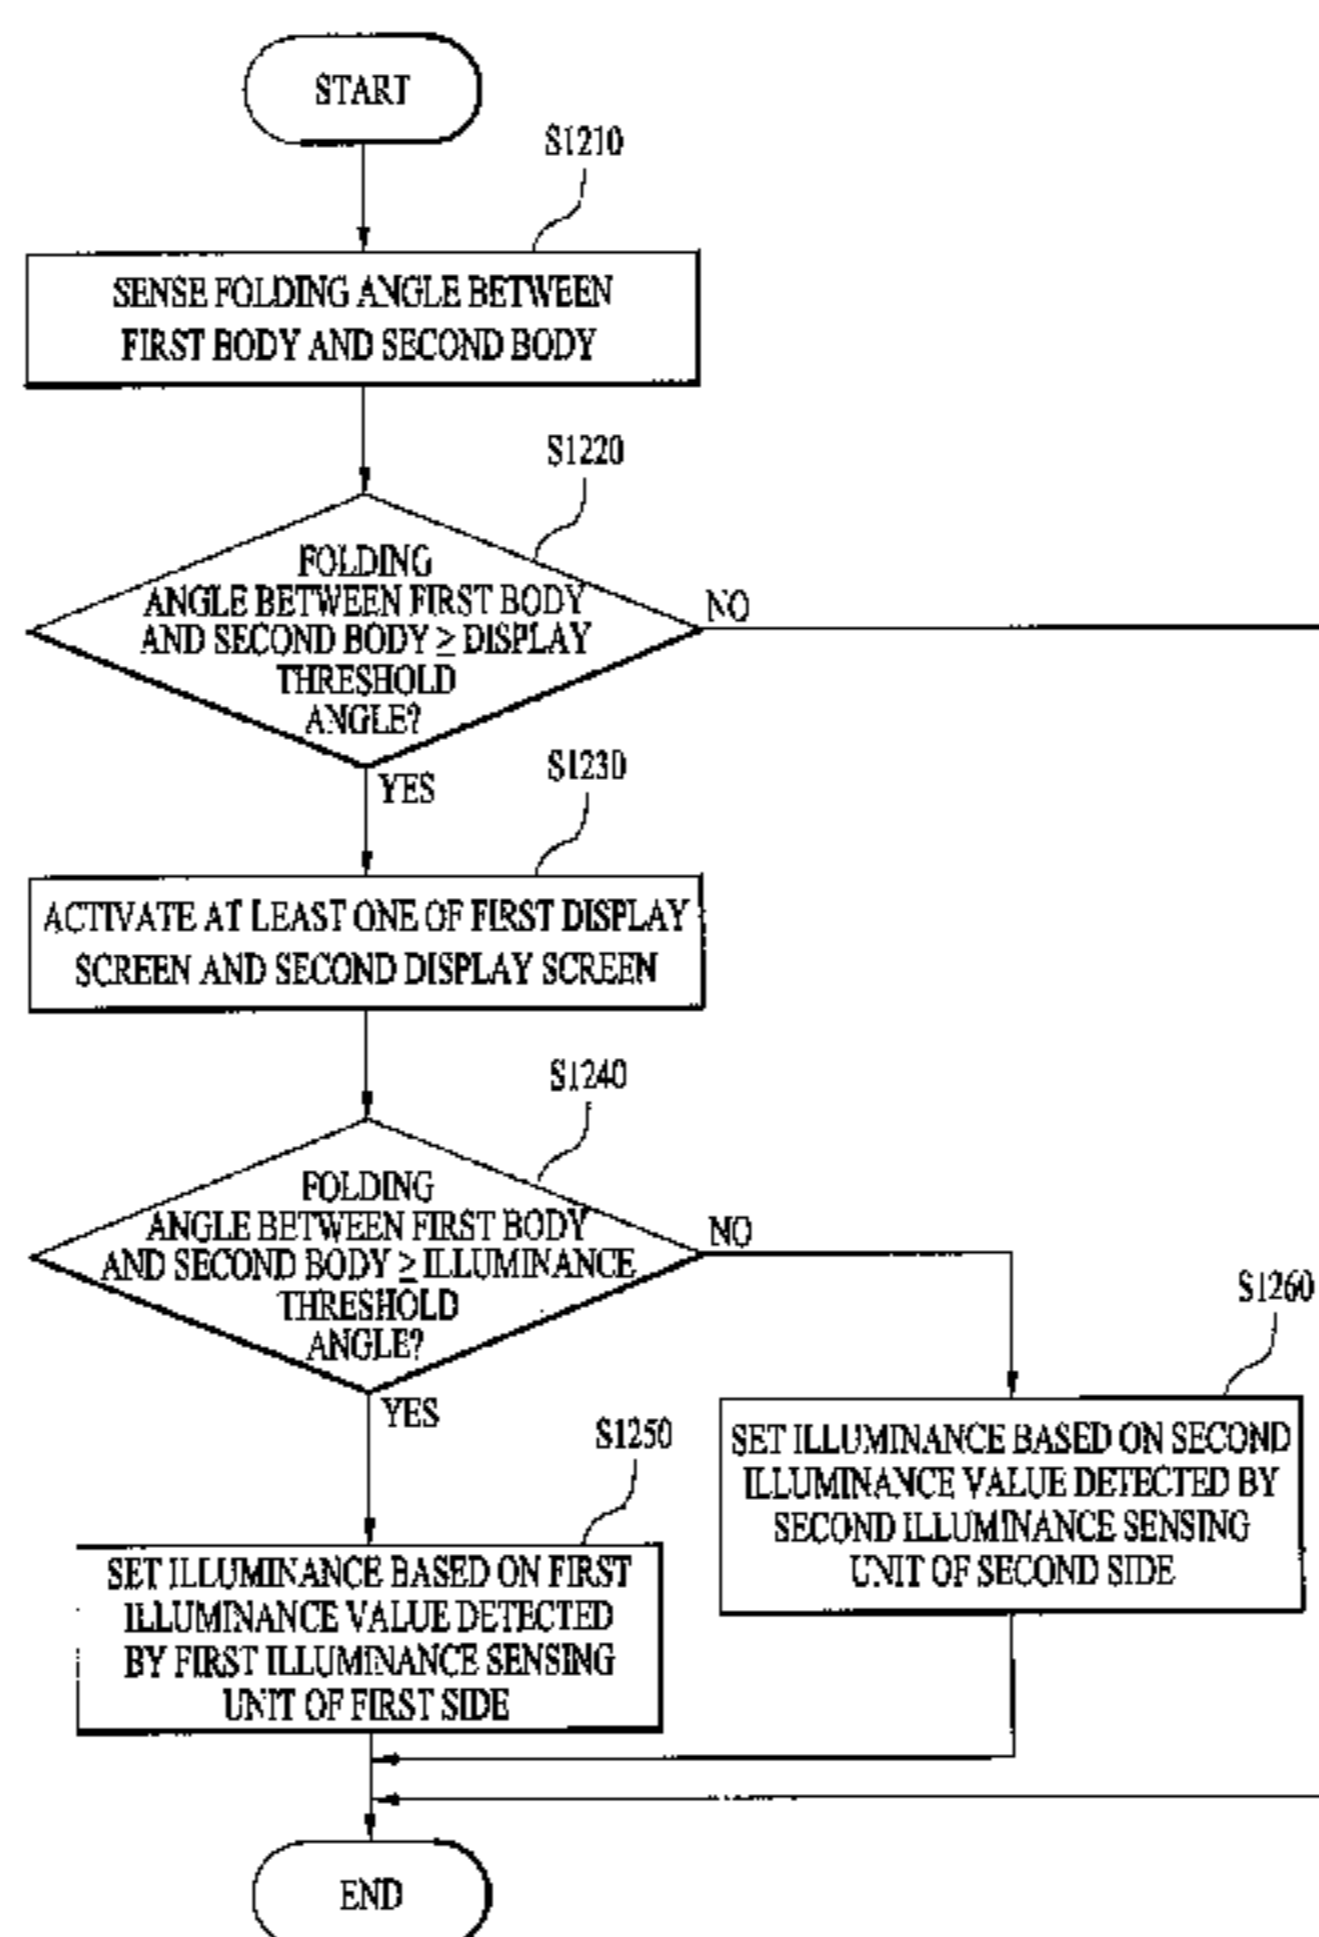 START
S1210
SENSE FOLDING ANGLE BETWEEN
FIRST BODY AND SECOND BODY
S1220
FOLDING
ANGLE BETWEEN FIRST BODY
AND SECOND BODY ≥ DISPLAY
THRESHOLD
ANGLE?
NO
YES
S1230
ACTIVATE AT LEAST ONE OF FIRST DISPLAY
SCREEN AND SECOND DISPLAY SCREEN
S1240
FOLDING
ANGLE BETWEEN FIRST BODY
AND SECOND BODY ≥ ILLUMINANCE
THRESHOLD
ANGLE?
NO
YES
S1260
SET ILLUMINANCE BASED ON SECOND
ILLUMINANCE VALUE DETECTED BY
SECOND ILLUMINANCE SENSING
UNIT OF SECOND SIDE
S1250
SET ILLUMINANCE BASED ON FIRST
ILLUMINANCE VALUE DETECTED
BY FIRST ILLUMINANCE SENSING
UNIT OF FIRST SIDE
END